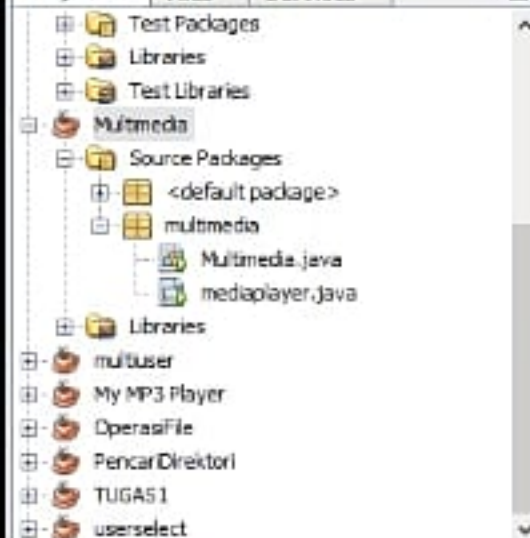 Test Packages
Libraries
Test Libraries
Multimedia
Source Packages
<default package>
multimedia
Multimedia.java
mediaplayer.java
Libraries
multiuser
My MP3 Player
OperasiFile
PencariDirektori
TUGAS1
userselect